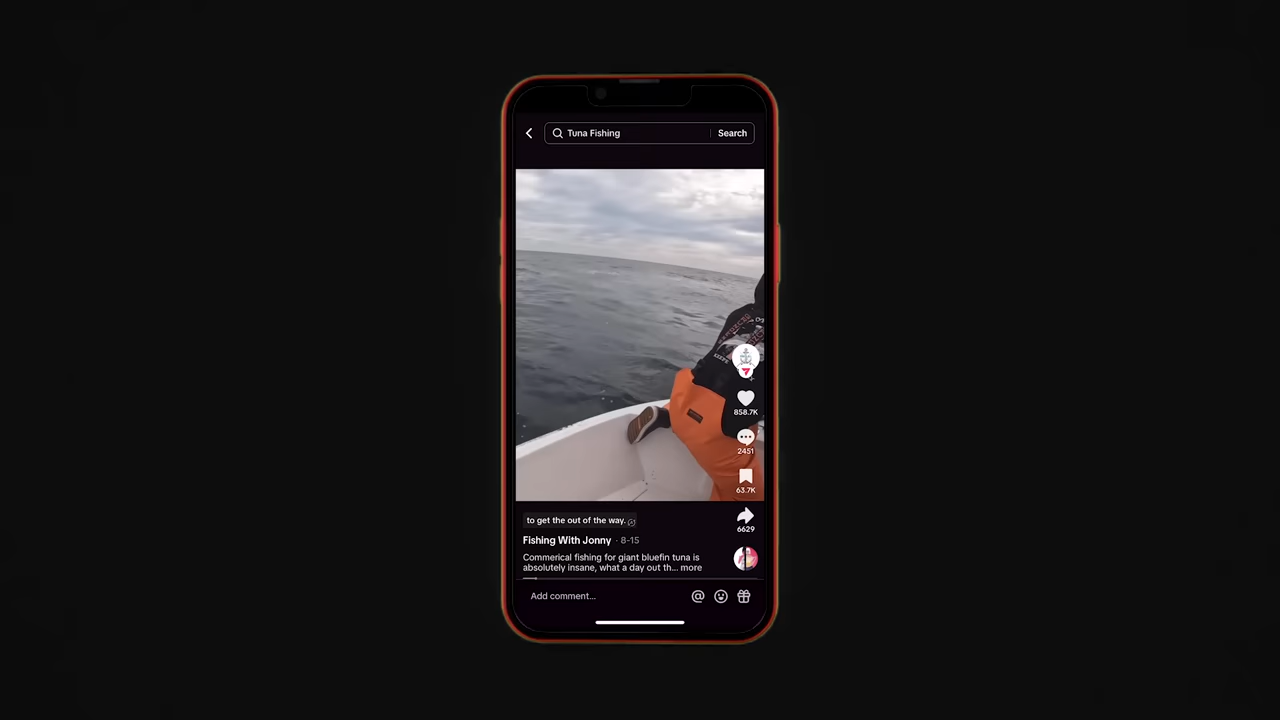 Tuna Fishing
Search
858.7K
2451
63.7K
6629
to get the out of the way.
Fishing With Jonny · 8-15
Commerical fishing for giant bluefin tuna is
absolutely insane, what a day out th... more
Add comment...